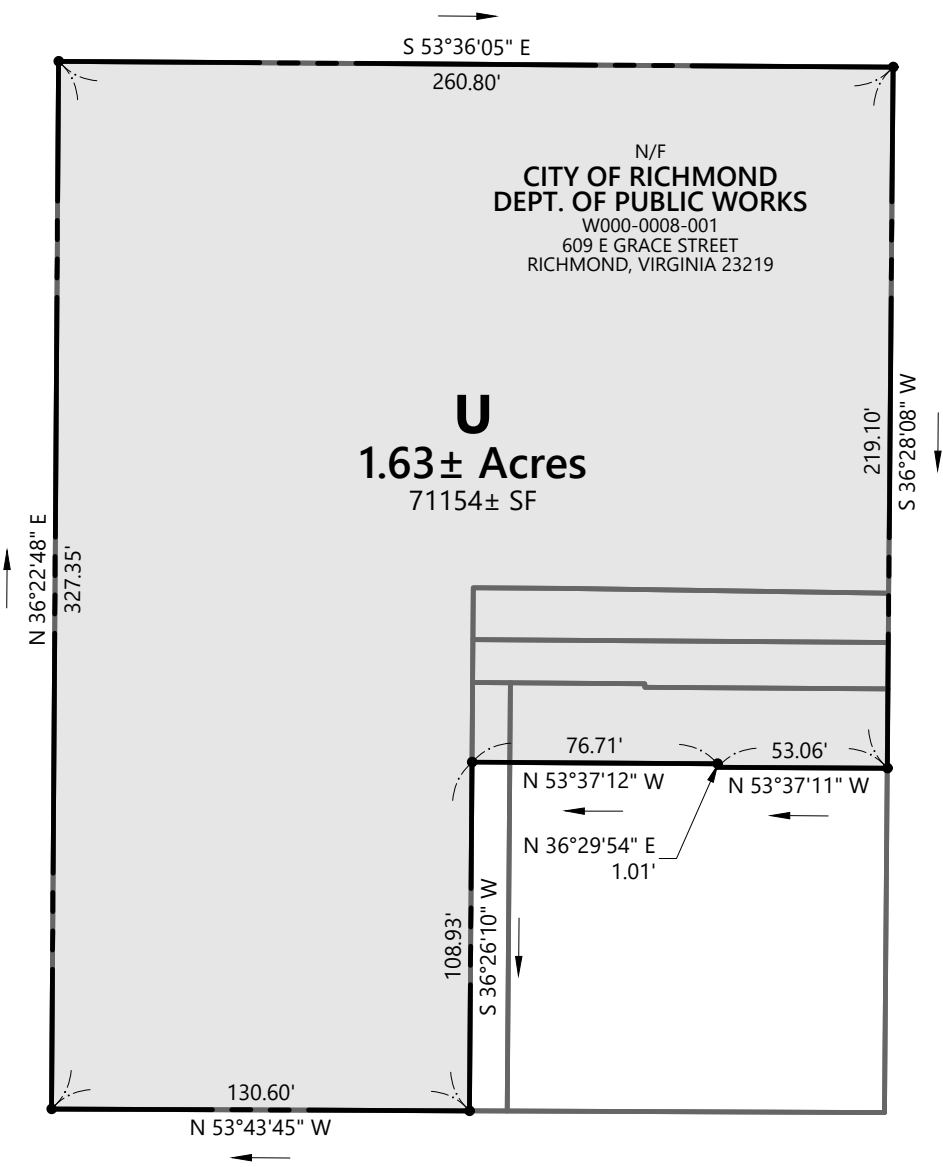 S 53°36'05" E
260.80'
N/F
CITY OF RICHMOND
DEPT. OF PUBLIC WORKS
W000-0008-001
609 E GRACE STREET
RICHMOND, VIRGINIA 23219
U
1.63± Acres
71154± SF
219.10'
S 36°28'08" W
N 36°22'48" E
327.35'
76.71'
N 53°37'12" W
53.06'
N 53°37'11" W
N 36°29'54" E
1.01'
108.93'
S 36°26'10" W
130.60'
N 53°43'45" W